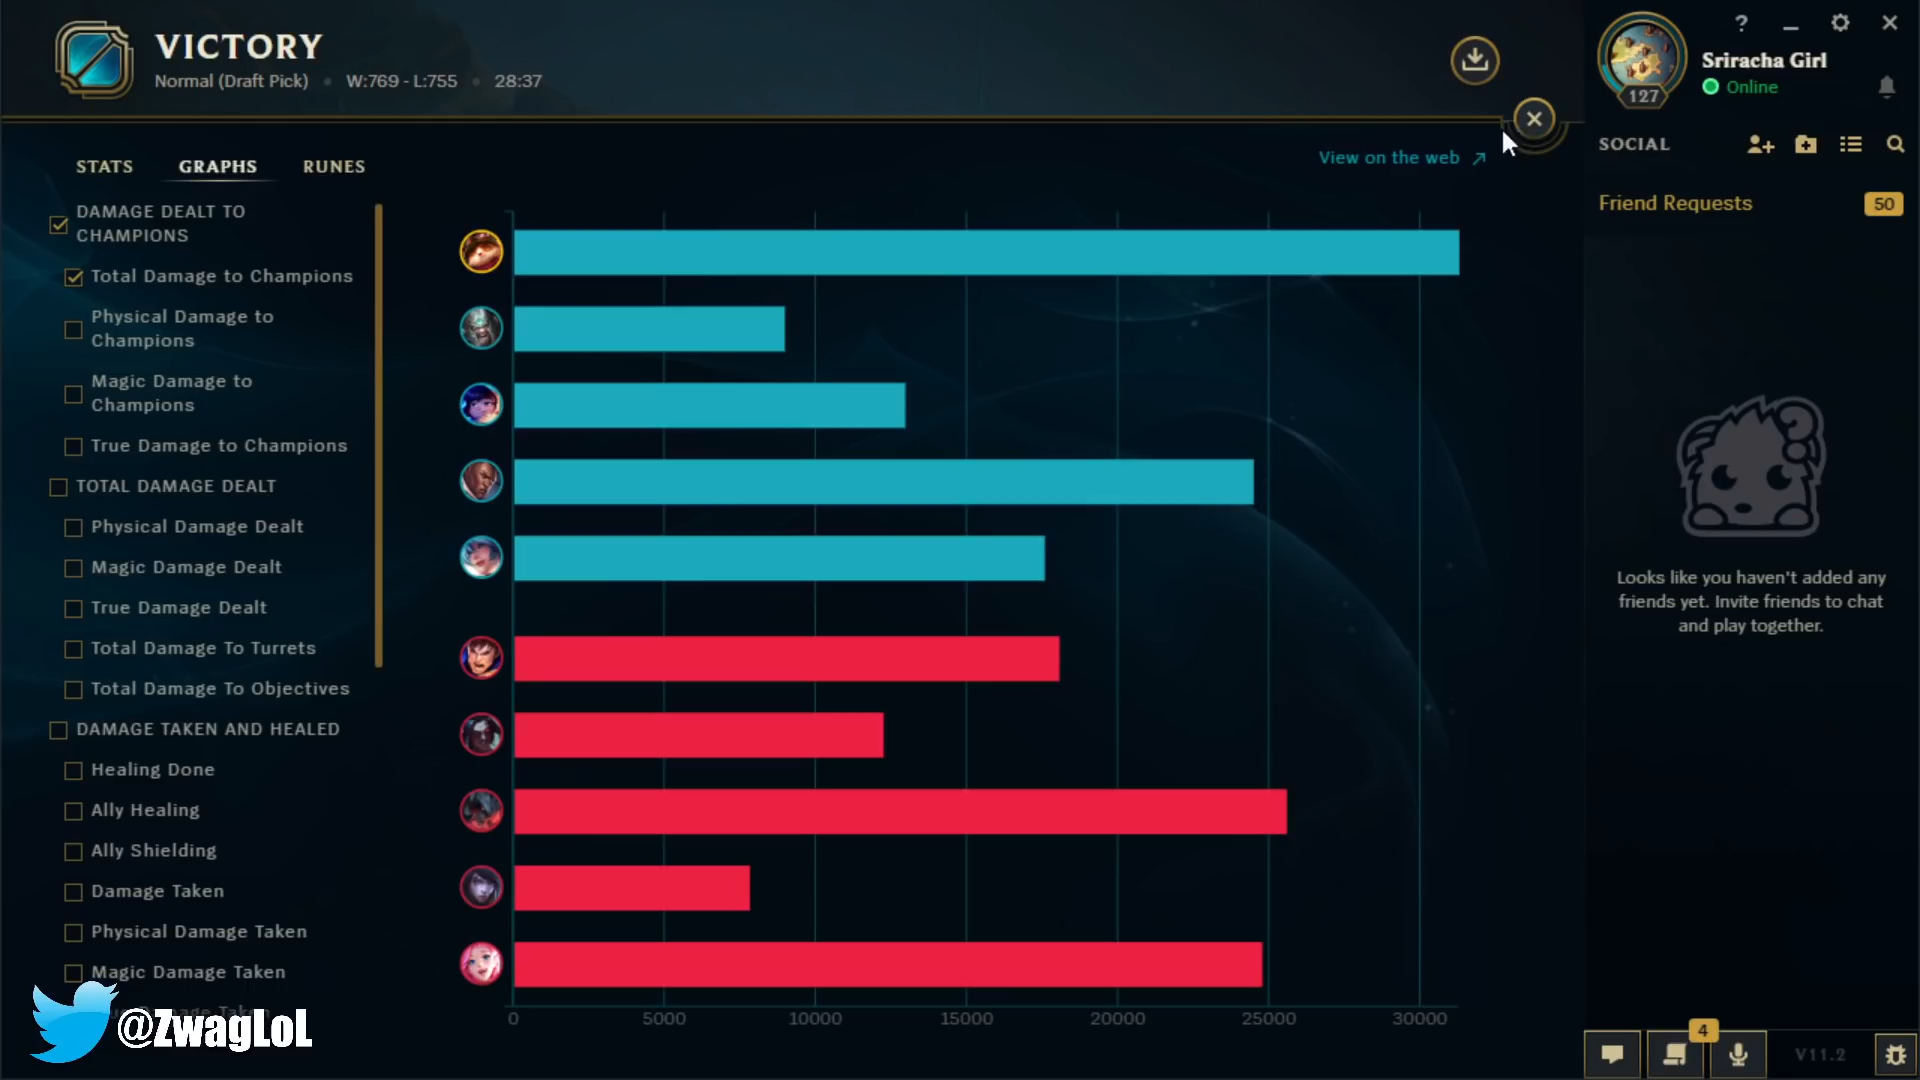 VICTORY
Normal (Draft Pick) • W:769 - L:755 • 28:37
?
Sriracha Girl
Online
127
SOCIAL
STATS GRAPHS RUNES
View on the web
Friend Requests 50
DAMAGE DEALT TO
CHAMPIONS
Total Damage to Champions
Physical Damage to
Champions
Magic Damage to
Champions
True Damage to Champions
TOTAL DAMAGE DEALT
Physical Damage Dealt
Magic Damage Dealt
True Damage Dealt
Total Damage To Turrets
Total Damage To Objectives
DAMAGE TAKEN AND HEALED
Healing Done
Ally Healing
Ally Shielding
Damage Taken
Physical Damage Taken
Magic Damage Taken
@ZwagLoL
0 5000 10000 15000 20000 25000 30000
Looks like you haven't added any
friends yet. Invite friends to chat
and play together.
4
V11.2